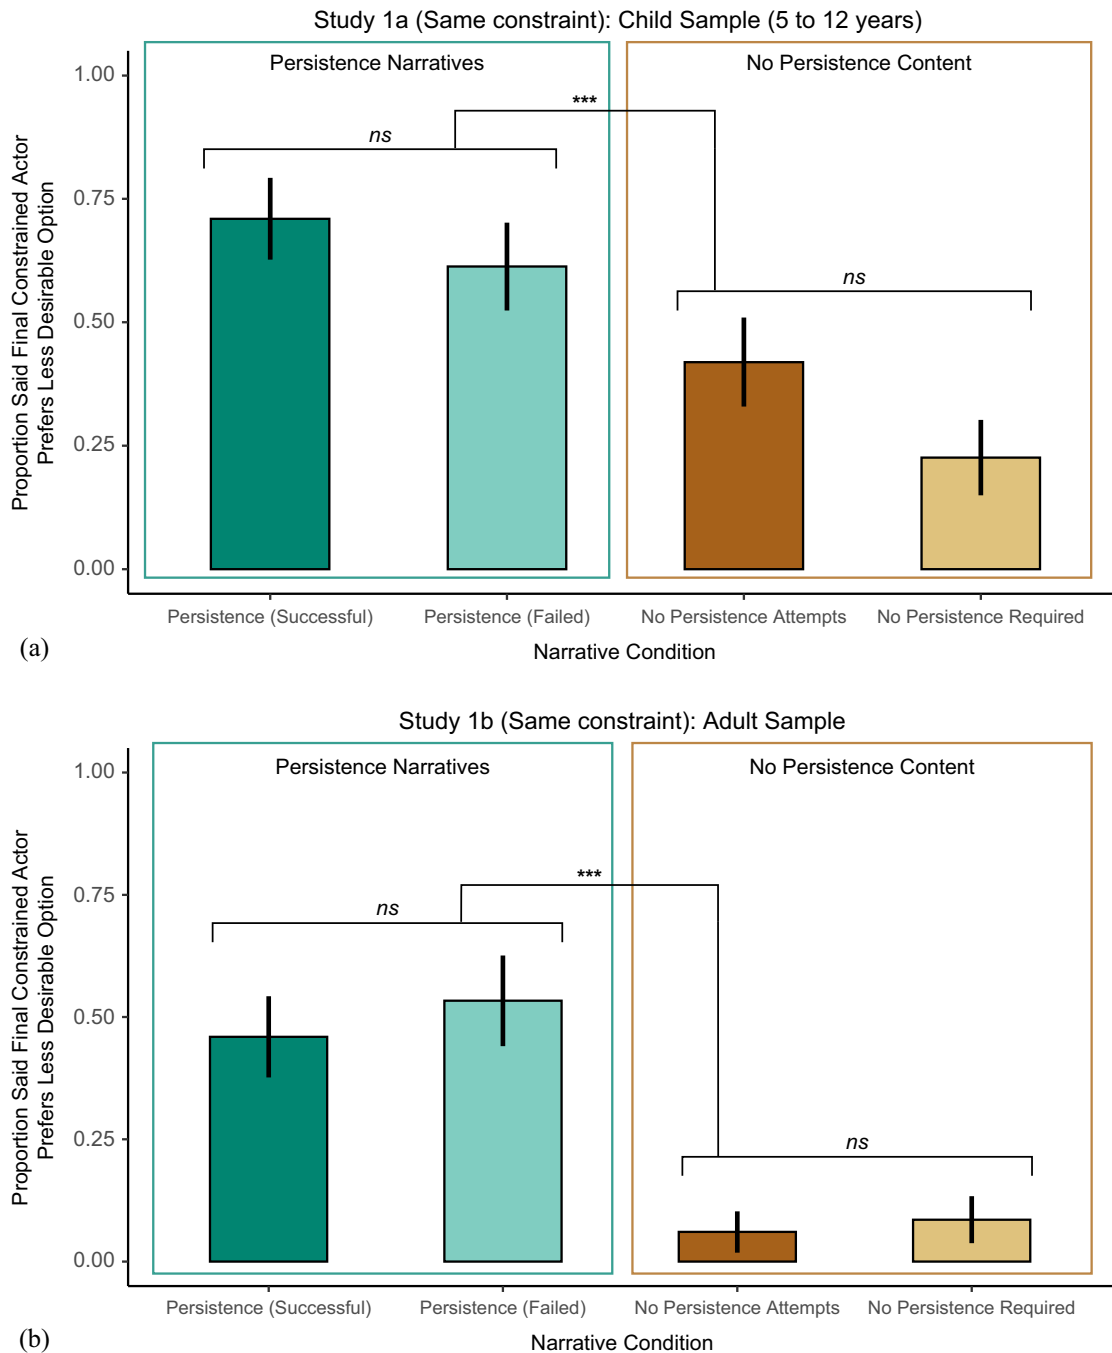 Study 1a (Same constraint): Child Sample (5 to 12 years)
Persistence Narratives
No Persistence Content
1.00
0.75
0.50
0.25
0.00
Proportion Said Final Constrained Actor
Prefers Less Desirable Option
***
ns
ns
Persistence (Successful)
Persistence (Failed)
No Persistence Attempts
No Persistence Required
(a)
Narrative Condition
Study 1b (Same constraint): Adult Sample
Persistence Narratives
No Persistence Content
1.00
0.75
0.50
0.25
0.00
Proportion Said Final Constrained Actor
Prefers Less Desirable Option
***
ns
ns
Persistence (Successful)
Persistence (Failed)
No Persistence Attempts
No Persistence Required
(b)
Narrative Condition